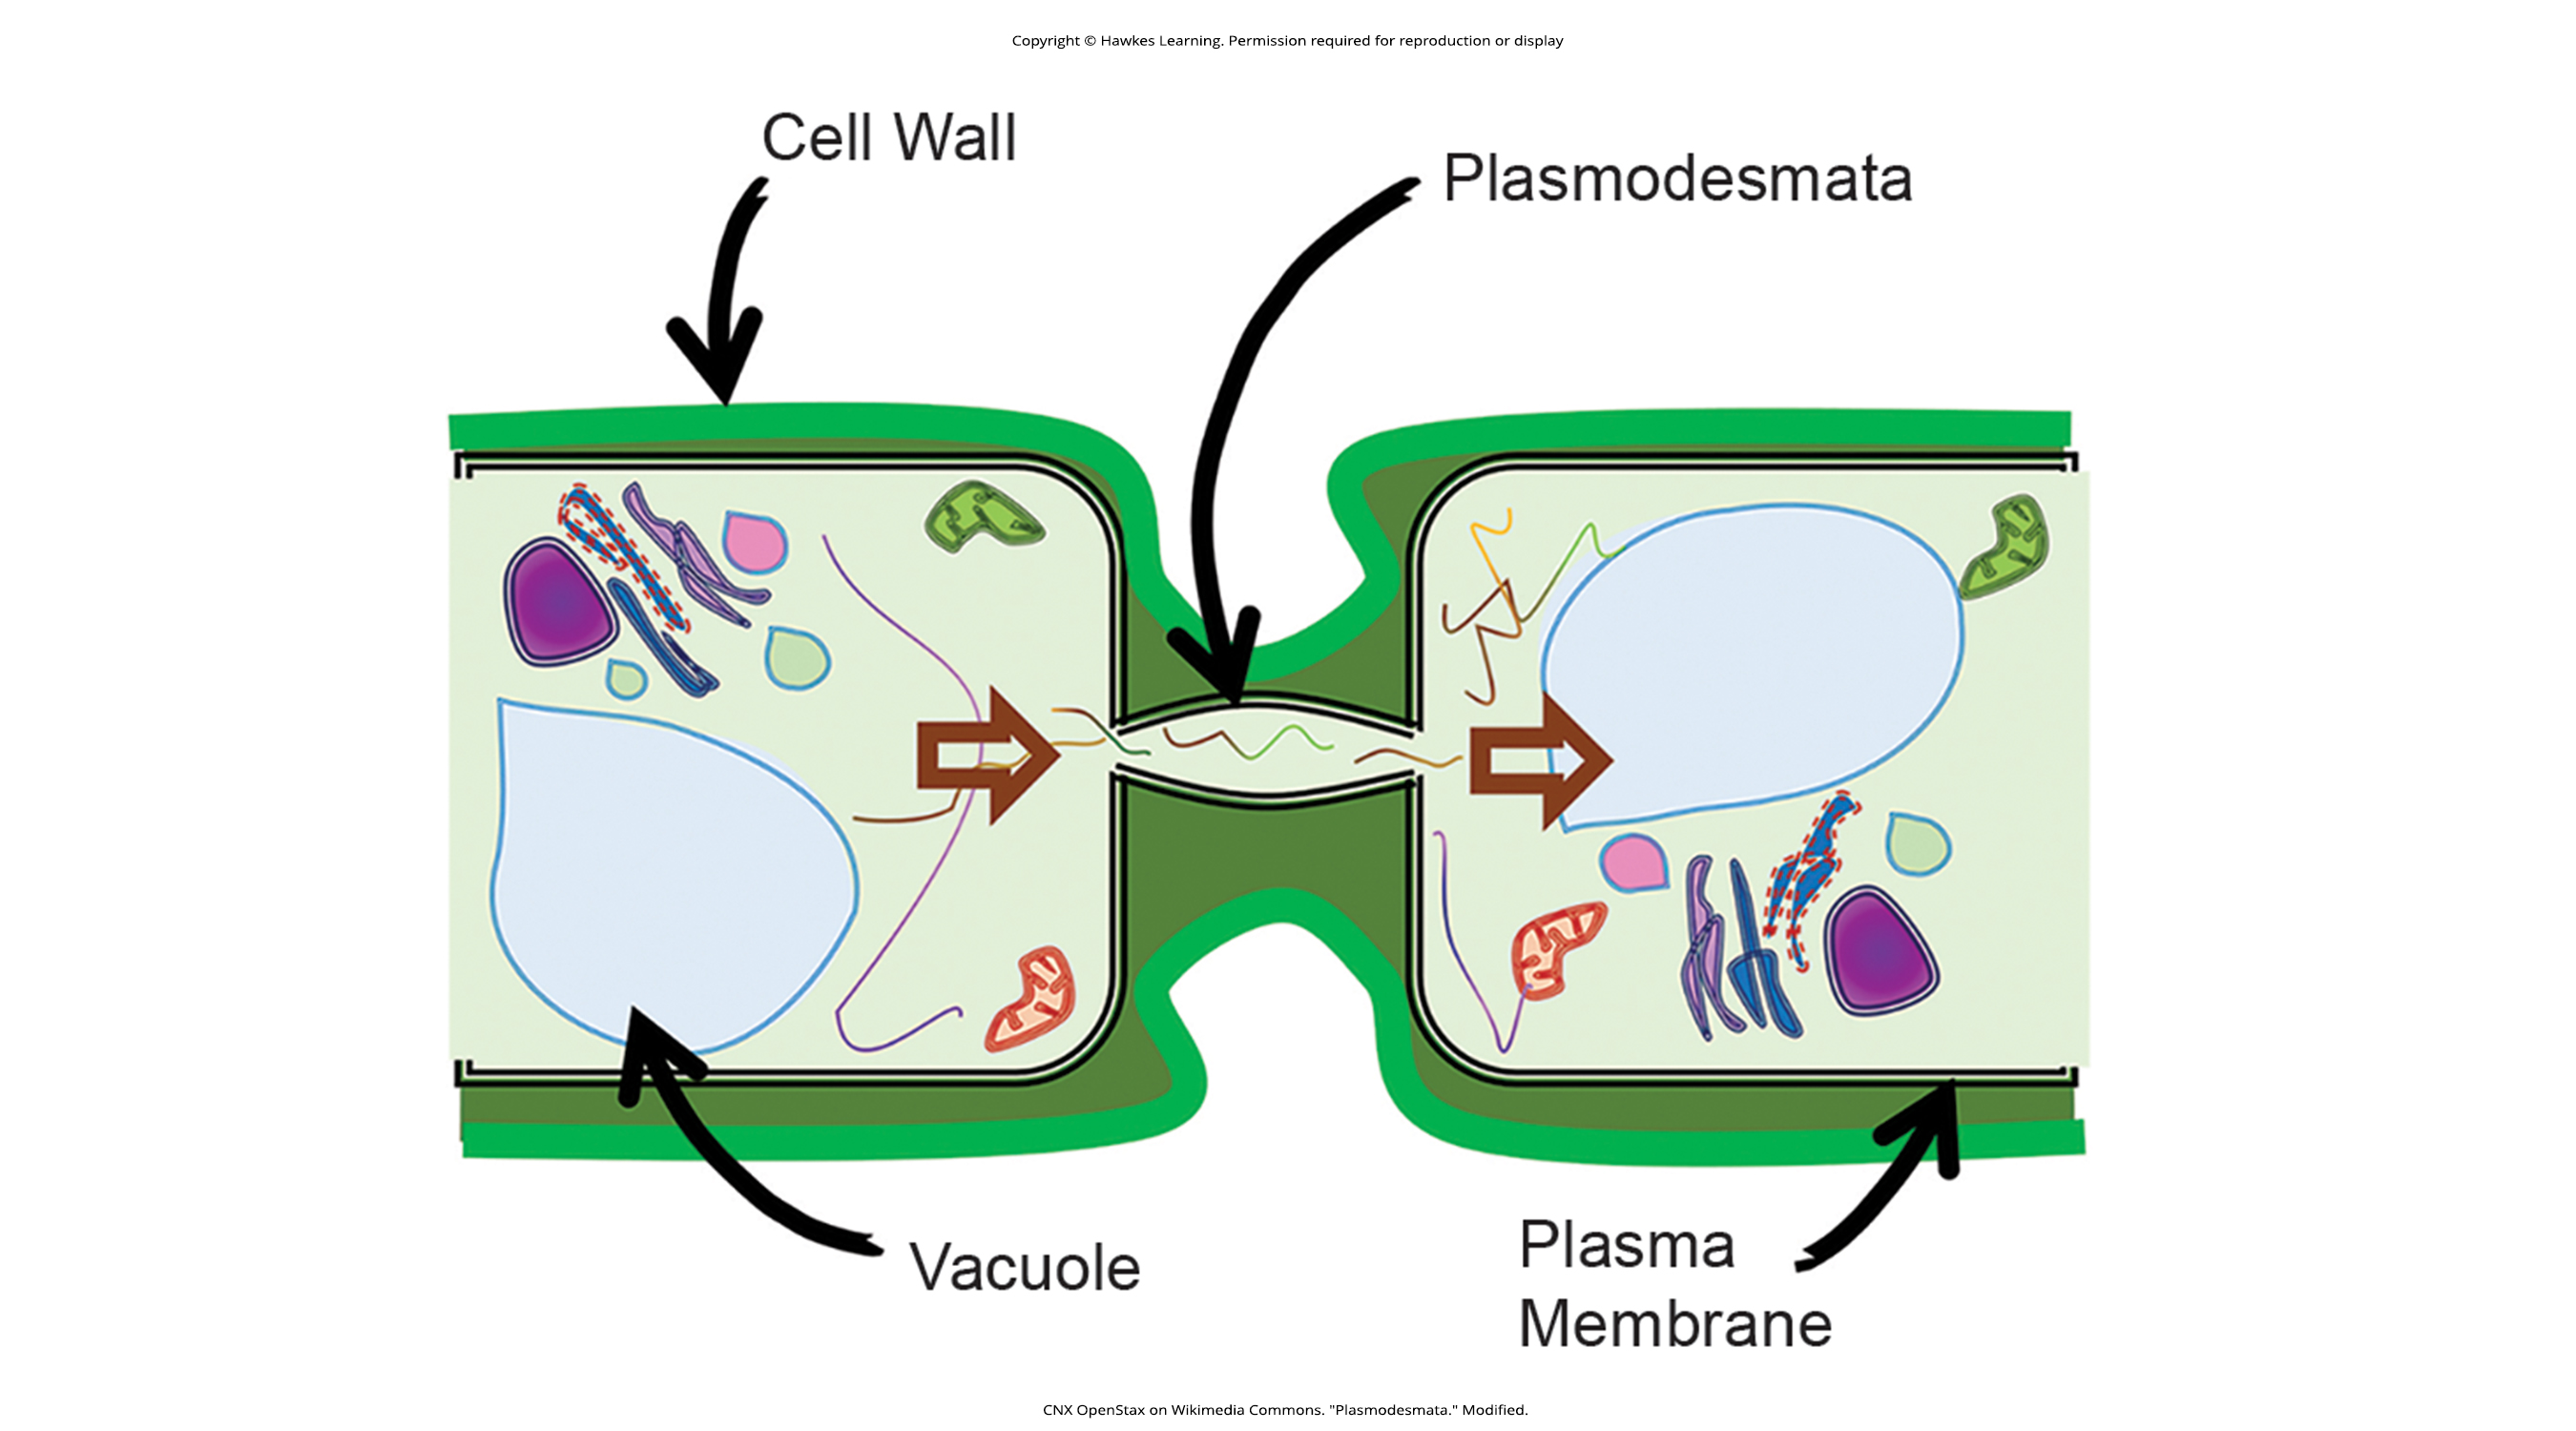 Copyright © Hawkes Learning. Permission required for reproduction or display
Cell Wall
Plasmodesmata
Vacuole
Plasma
Membrane
CNX OpenStax on Wikimedia Commons. "Plasmodesmata." Modified.